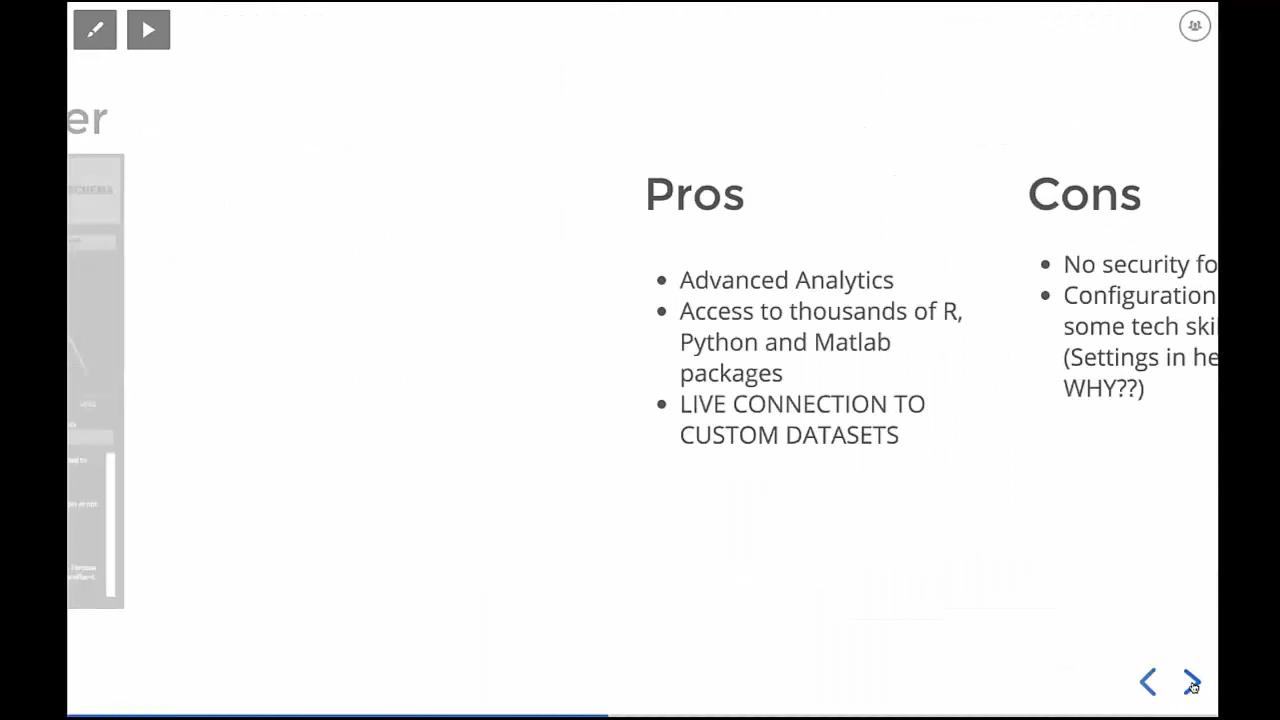 er
SCHEMA
Pros
Advanced Analytics
Access to thousands of R,
Python and Matlab
packages
LIVE CONNECTION TO
CUSTOM DATASETS
Cons
No security fo
Configuration
some tech ski
(Settings in he
WHY??)